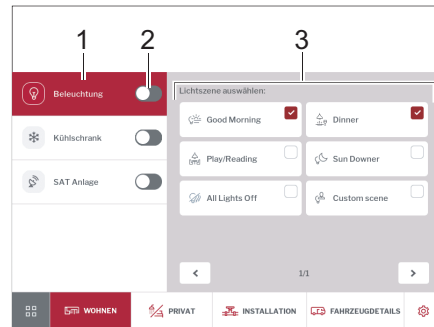 1 2 3
Beleuchtung
Kühlschrank
SAT Anlage
Lichtszene auswählen:
Good Morning
Dinner
Play/Reading
Sun Downer
All Lights Off
Custom scene
< 1/1 >
WOHNEN PRIVAT INSTALLATION FAHRZEUGDETAILS